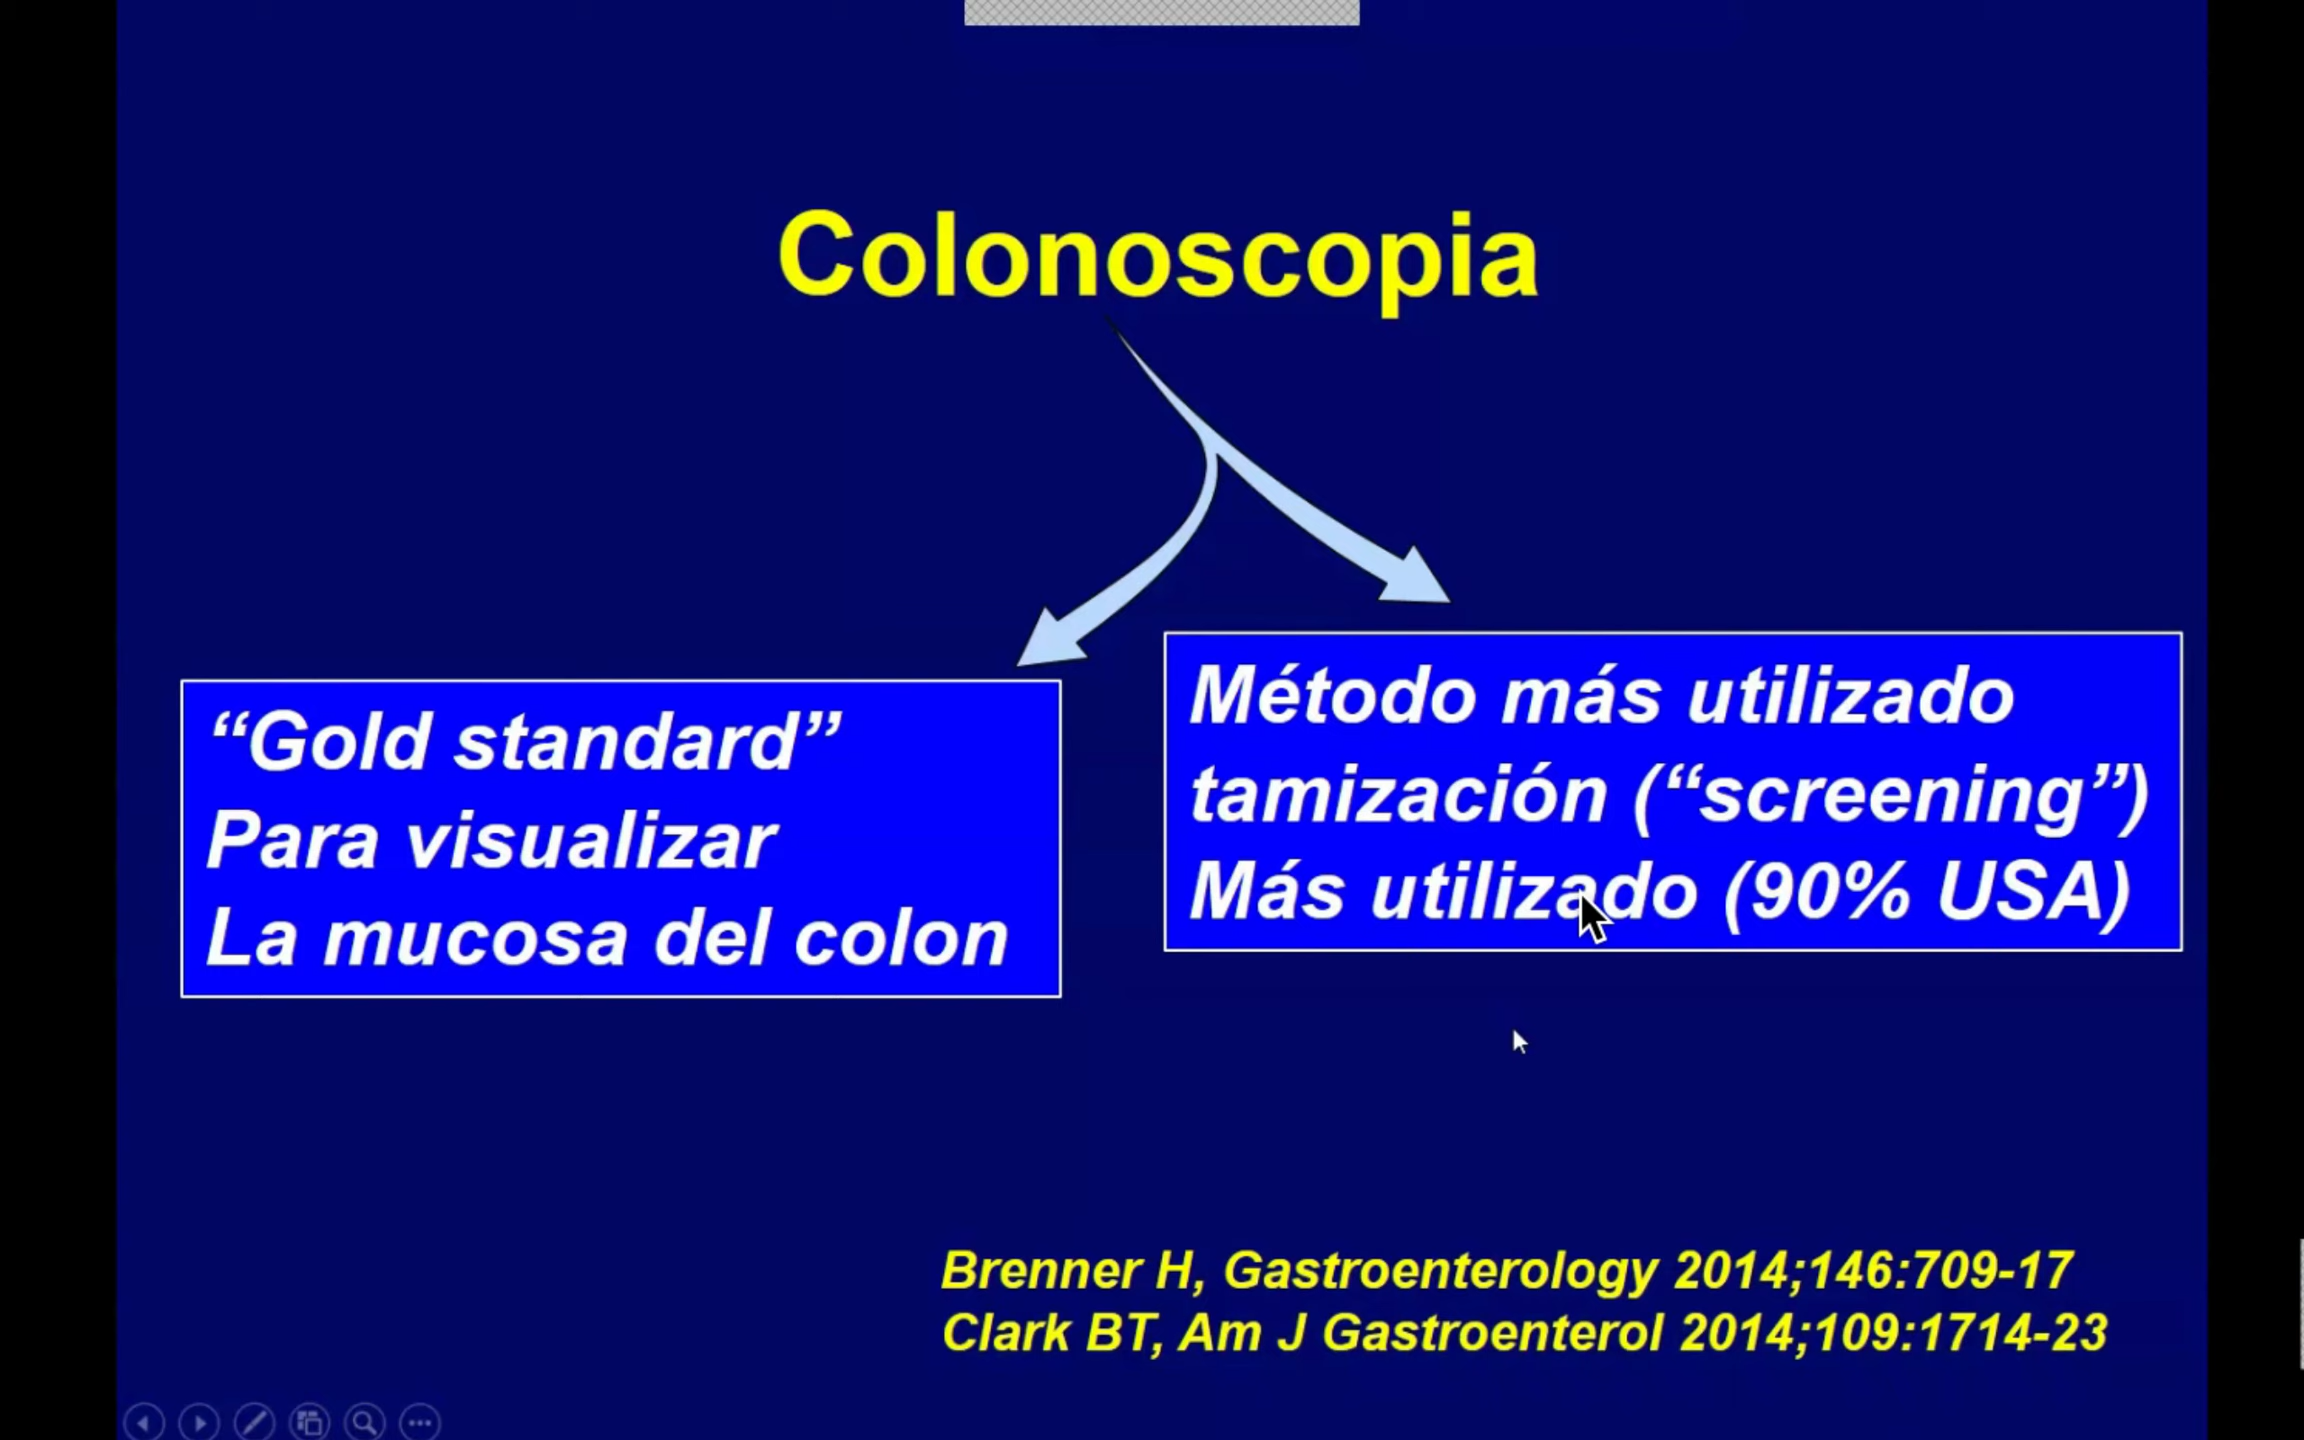 Colonoscopia
“Gold standard”
Para visualizar
La mucosa del colon
Método más utilizado
tamización (“screening”)
Más utilizado (90% USA)
Brenner H, Gastroenterology 2014;146:709-17
Clark BT, Am J Gastroenterol 2014;109:1714-23